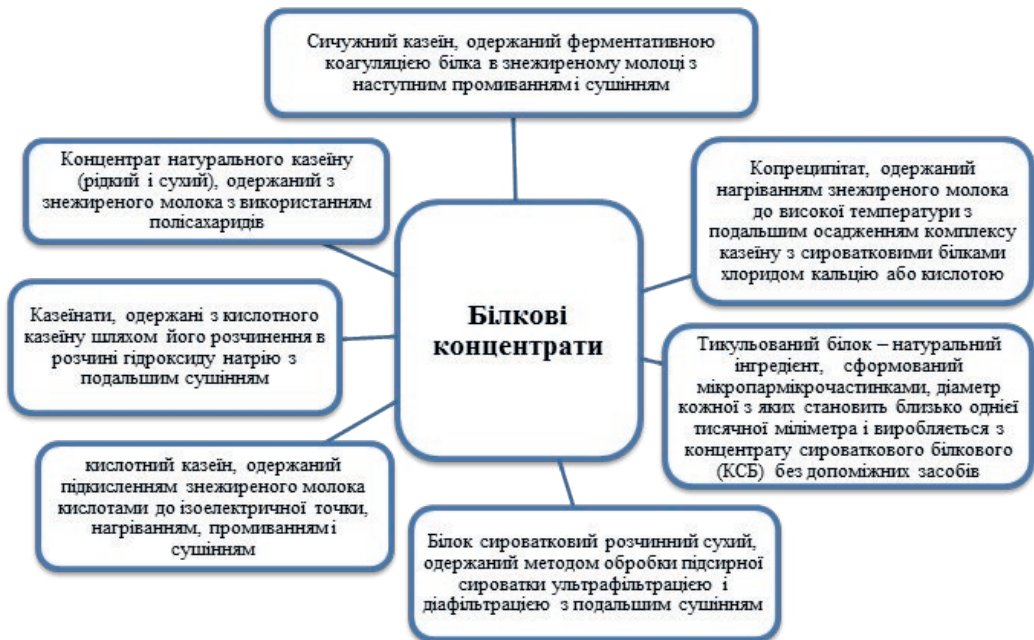 Сичужний казеїн, одержаний ферментативною
коагуляцією білка в знежиреному молоці з
наступним промиванням і сушінням
Концентрат натурального казеїну
(рідкий і сухий), одержаний з
знежиреного молока з використанням
полісахаридів
Копреципітат, одержаний
нагріванням знежиреного молока
до високої температури з
подальшим осадженням комплексу
казеїну з сироватковими білками
хлоридом кальцію або кислотою
Білкові
концентрати
Казеїнати, одержані з кислотного
казеїну шляхом його розчинення в
розчині гідроксиду натрію з
подальшим сушінням
Тикульований білок – натуральний
інгредієнт, сформований
мікропармікрочастинками, діаметр
кожної з яких становить близько однієї
тисячної міліметра і виробляється з
концентрату сироваткового білкового
(КСБ) без допоміжних засобів
кислотний казеїн, одержаний
підкисленням знежиреного молока
кислотами до ізоелектричної точки,
нагріванням, промиванням і
сушінням
Білок сироватковий розчинний сухий,
одержаний методом обробки підсирної
сироватки ультрафільтрацією і
діафільтрацією з подальшим сушінням